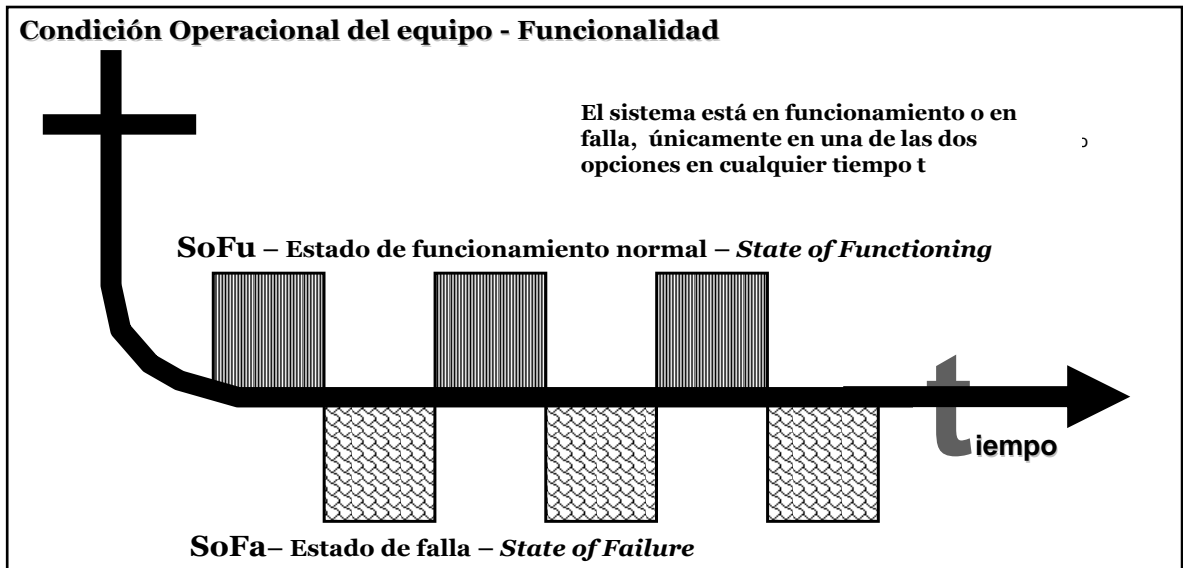 Condición Operacional del equipo - Funcionalidad
El sistema está en funcionamiento o en
falla, únicamente en una de las dos
opciones en cualquier tiempo t
SoFu – Estado de funcionamiento normal – State of Functioning
tiempo
SoFa– Estado de falla – State of Failure